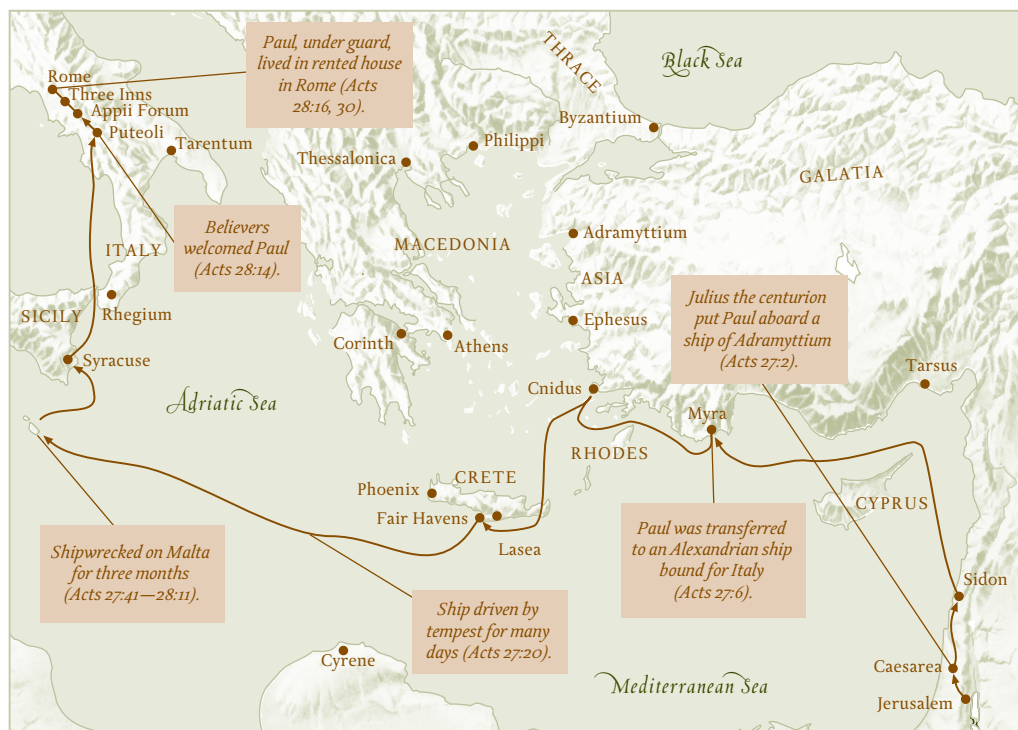 Paul, under guard,
lived in rented house
in Rome (Acts
28:16, 30).
THRACE
Black Sea
Rome
Three Inns
Appii Forum
Puteoli
Tarentum
Byzantium
Philippi
Thessalonica
GALATIA
Believers
welcomed Paul
(Acts 28:14).
ITALY
MACEDONIA
Adramyttium
ASIA
Julius the centurion
put Paul aboard a
ship of Adramyttium
(Acts 27:2).
SICILY
Rhegium
Ephesus
Corinth
Athens
Syracuse
Tarsus
Cnidus
Adriatic Sea
Myra
RHODES
CRETE
Phoenix
Fair Havens
Lasea
CYPRUS
Shipwrecked on Malta
for three months
(Acts 27:41—28:11).
Paul was transferred
to an Alexandrian ship
bound for Italy
(Acts 27:6).
Sidon
Ship driven by
tempest for many
days (Acts 27:20).
Cyrene
Caesarea
Mediterranean Sea
Jerusalem